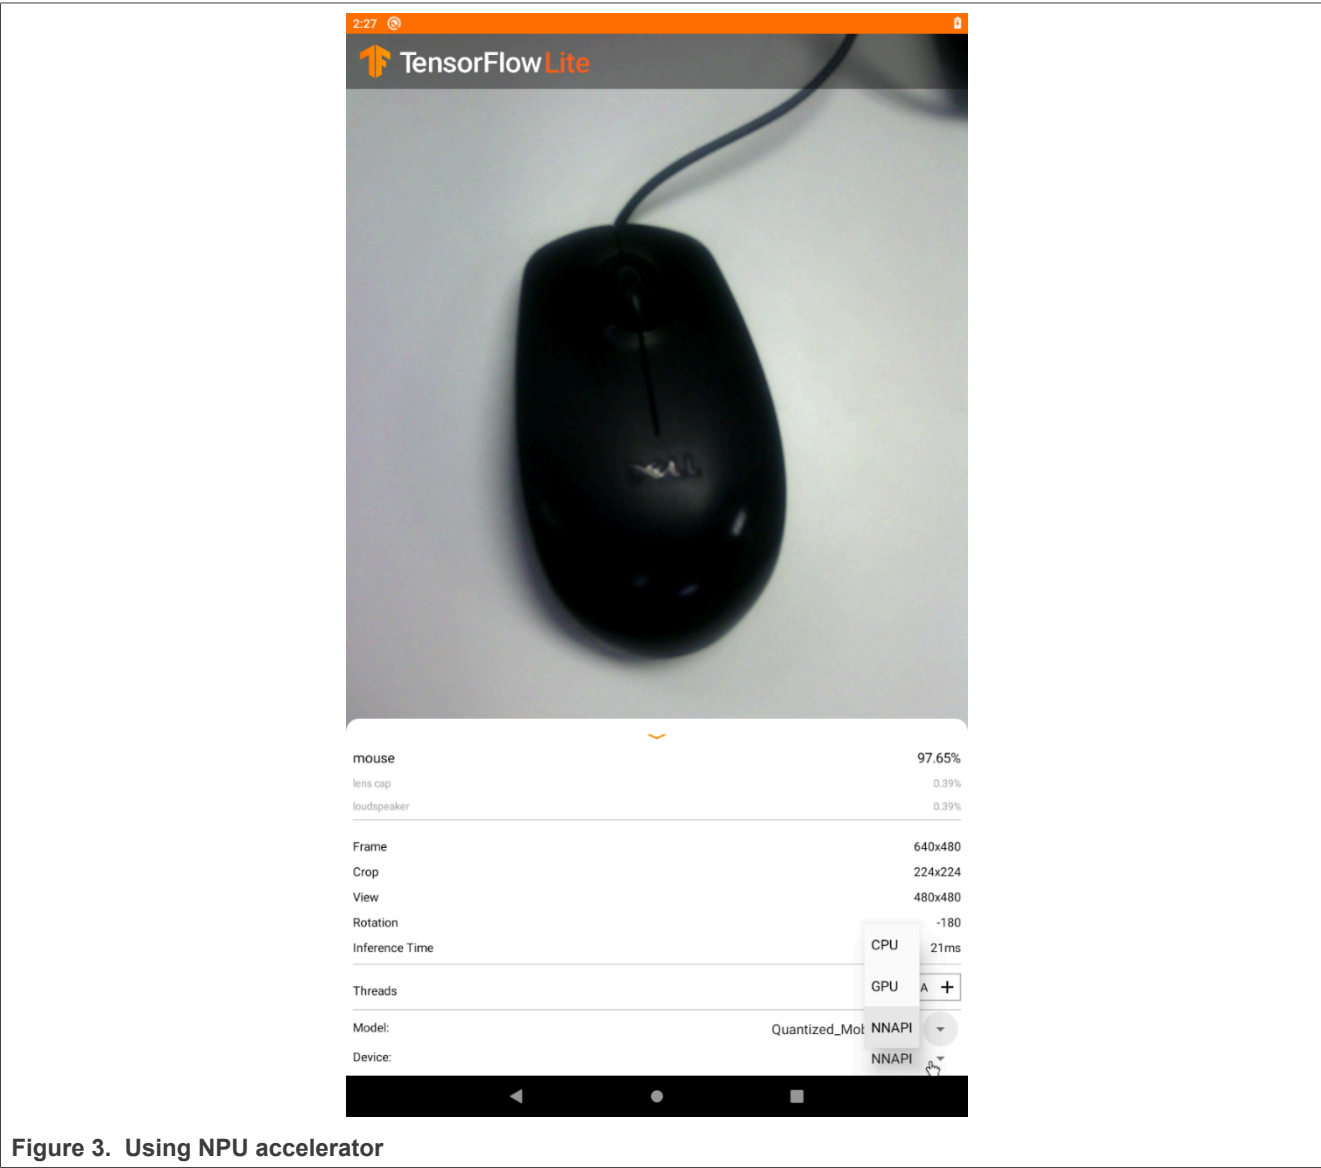 2:27
TensorFlow Lite
DELL
mouse 97.65%
lens cap 0.39%
loudspeaker 0.39%
Frame 640x480
Crop 224x224
View 480x480
Rotation -180
Inference Time 21ms
CPU
Threads A +
GPU
Model: Quantized_Mob
NNAPI
Device: NNAPI
Figure 3. Using NPU accelerator